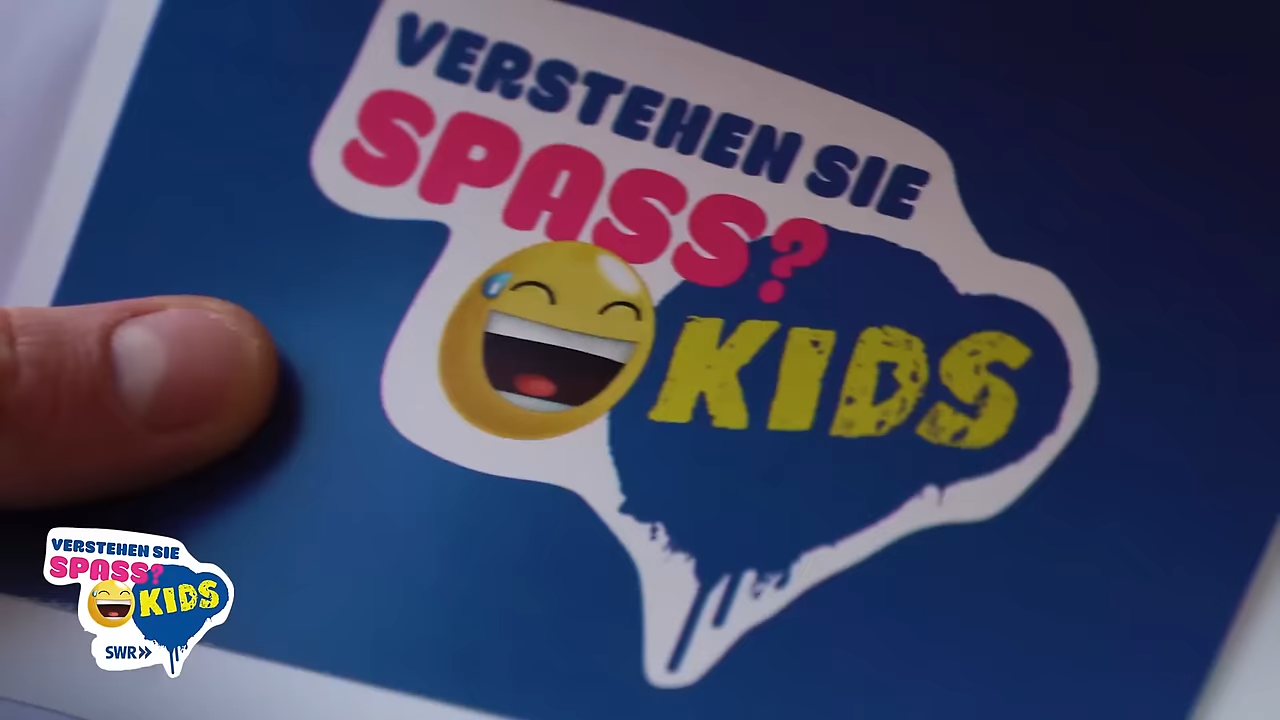 VERSTEHEN SIE
SPASS?
KIDS
VERSTEHEN SIE
SPASS?
KIDS
SWR»